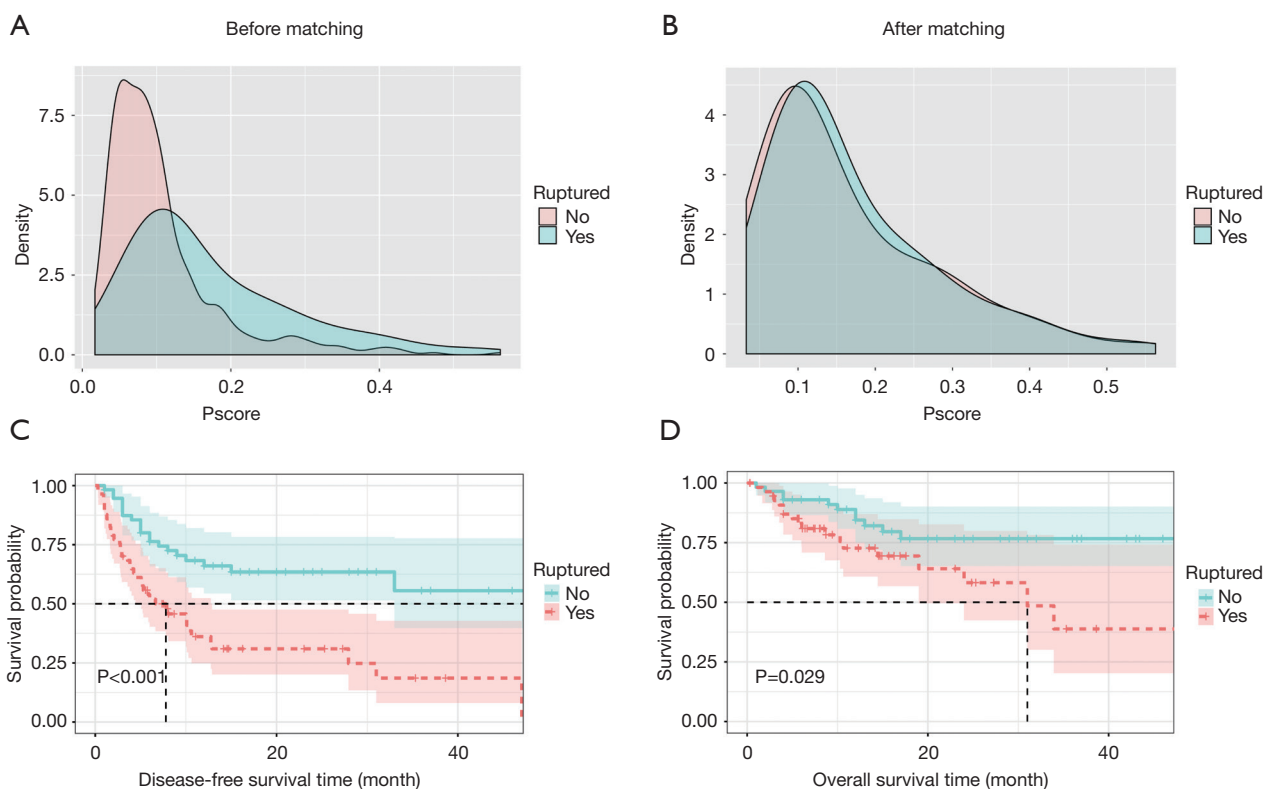 A
Before matching
7.5
5.0
2.5
0.0
Density
0.0
0.2
0.4
Pscore
Ruptured
No
Yes
B
After matching
4
3
2
1
0
Density
0.1
0.2
0.3
0.4
0.5
Pscore
Ruptured
No
Yes
C
1.00
0.75
0.50
0.25
0.00
Survival probability
P<0.001
0
20
40
Disease-free survival time (month)
Ruptured
No
Yes
D
1.00
0.75
0.50
0.25
0.00
Survival probability
P=0.029
0
20
40
Overall survival time (month)
Ruptured
No
Yes